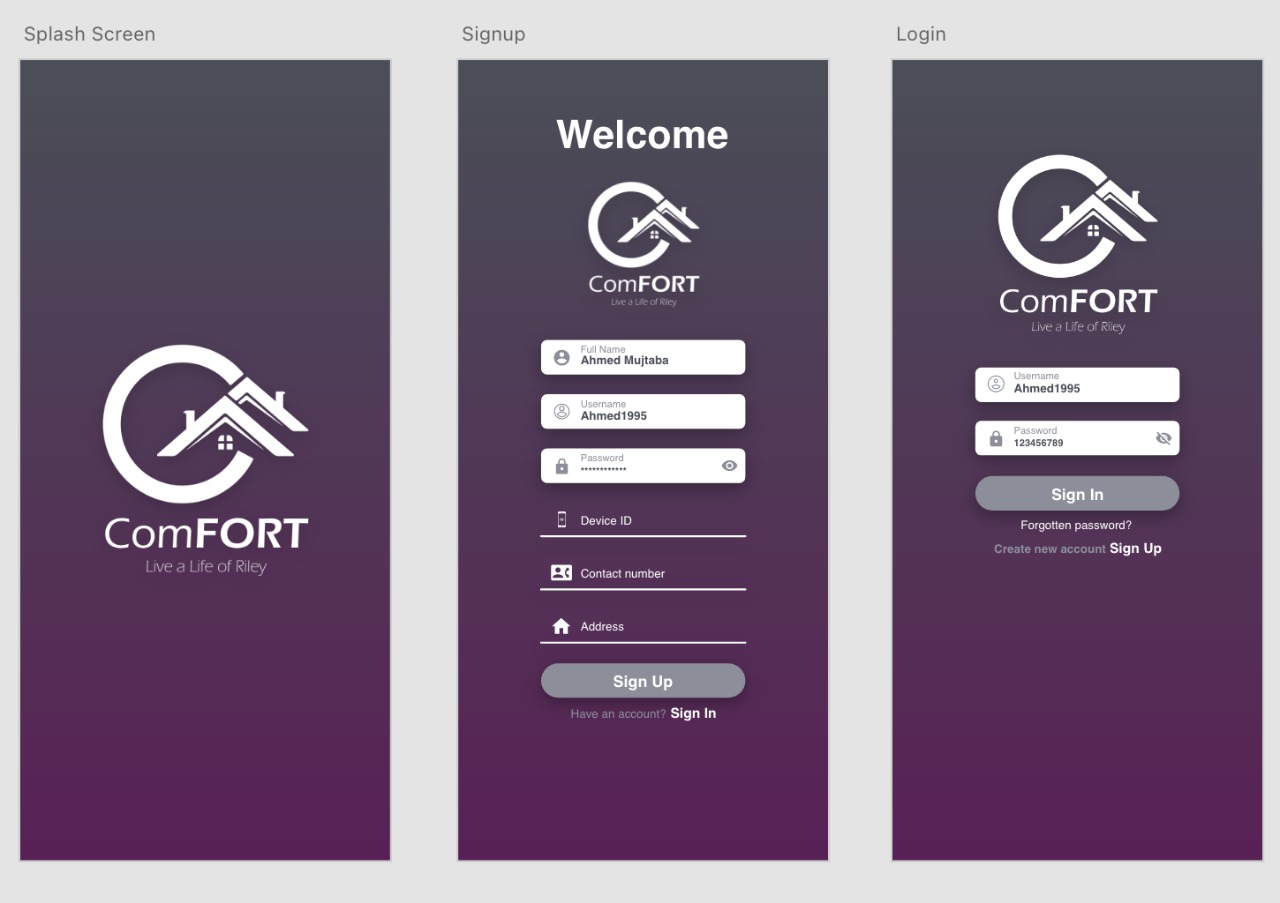 Splash Screen
ComFORT
Live a Life of Riley
Signup
Welcome
ComFORT
Live a Life of Riley
Full Name
Ahmed Mujtaba
Username
Ahmed1995
Password
************
Device ID
Contact number
Address
Sign Up
Have an account? Sign In
Login
ComFORT
Live a Life of Riley
Username
Ahmed1995
Password
123456789
Sign In
Forgotten password?
Create new account Sign Up